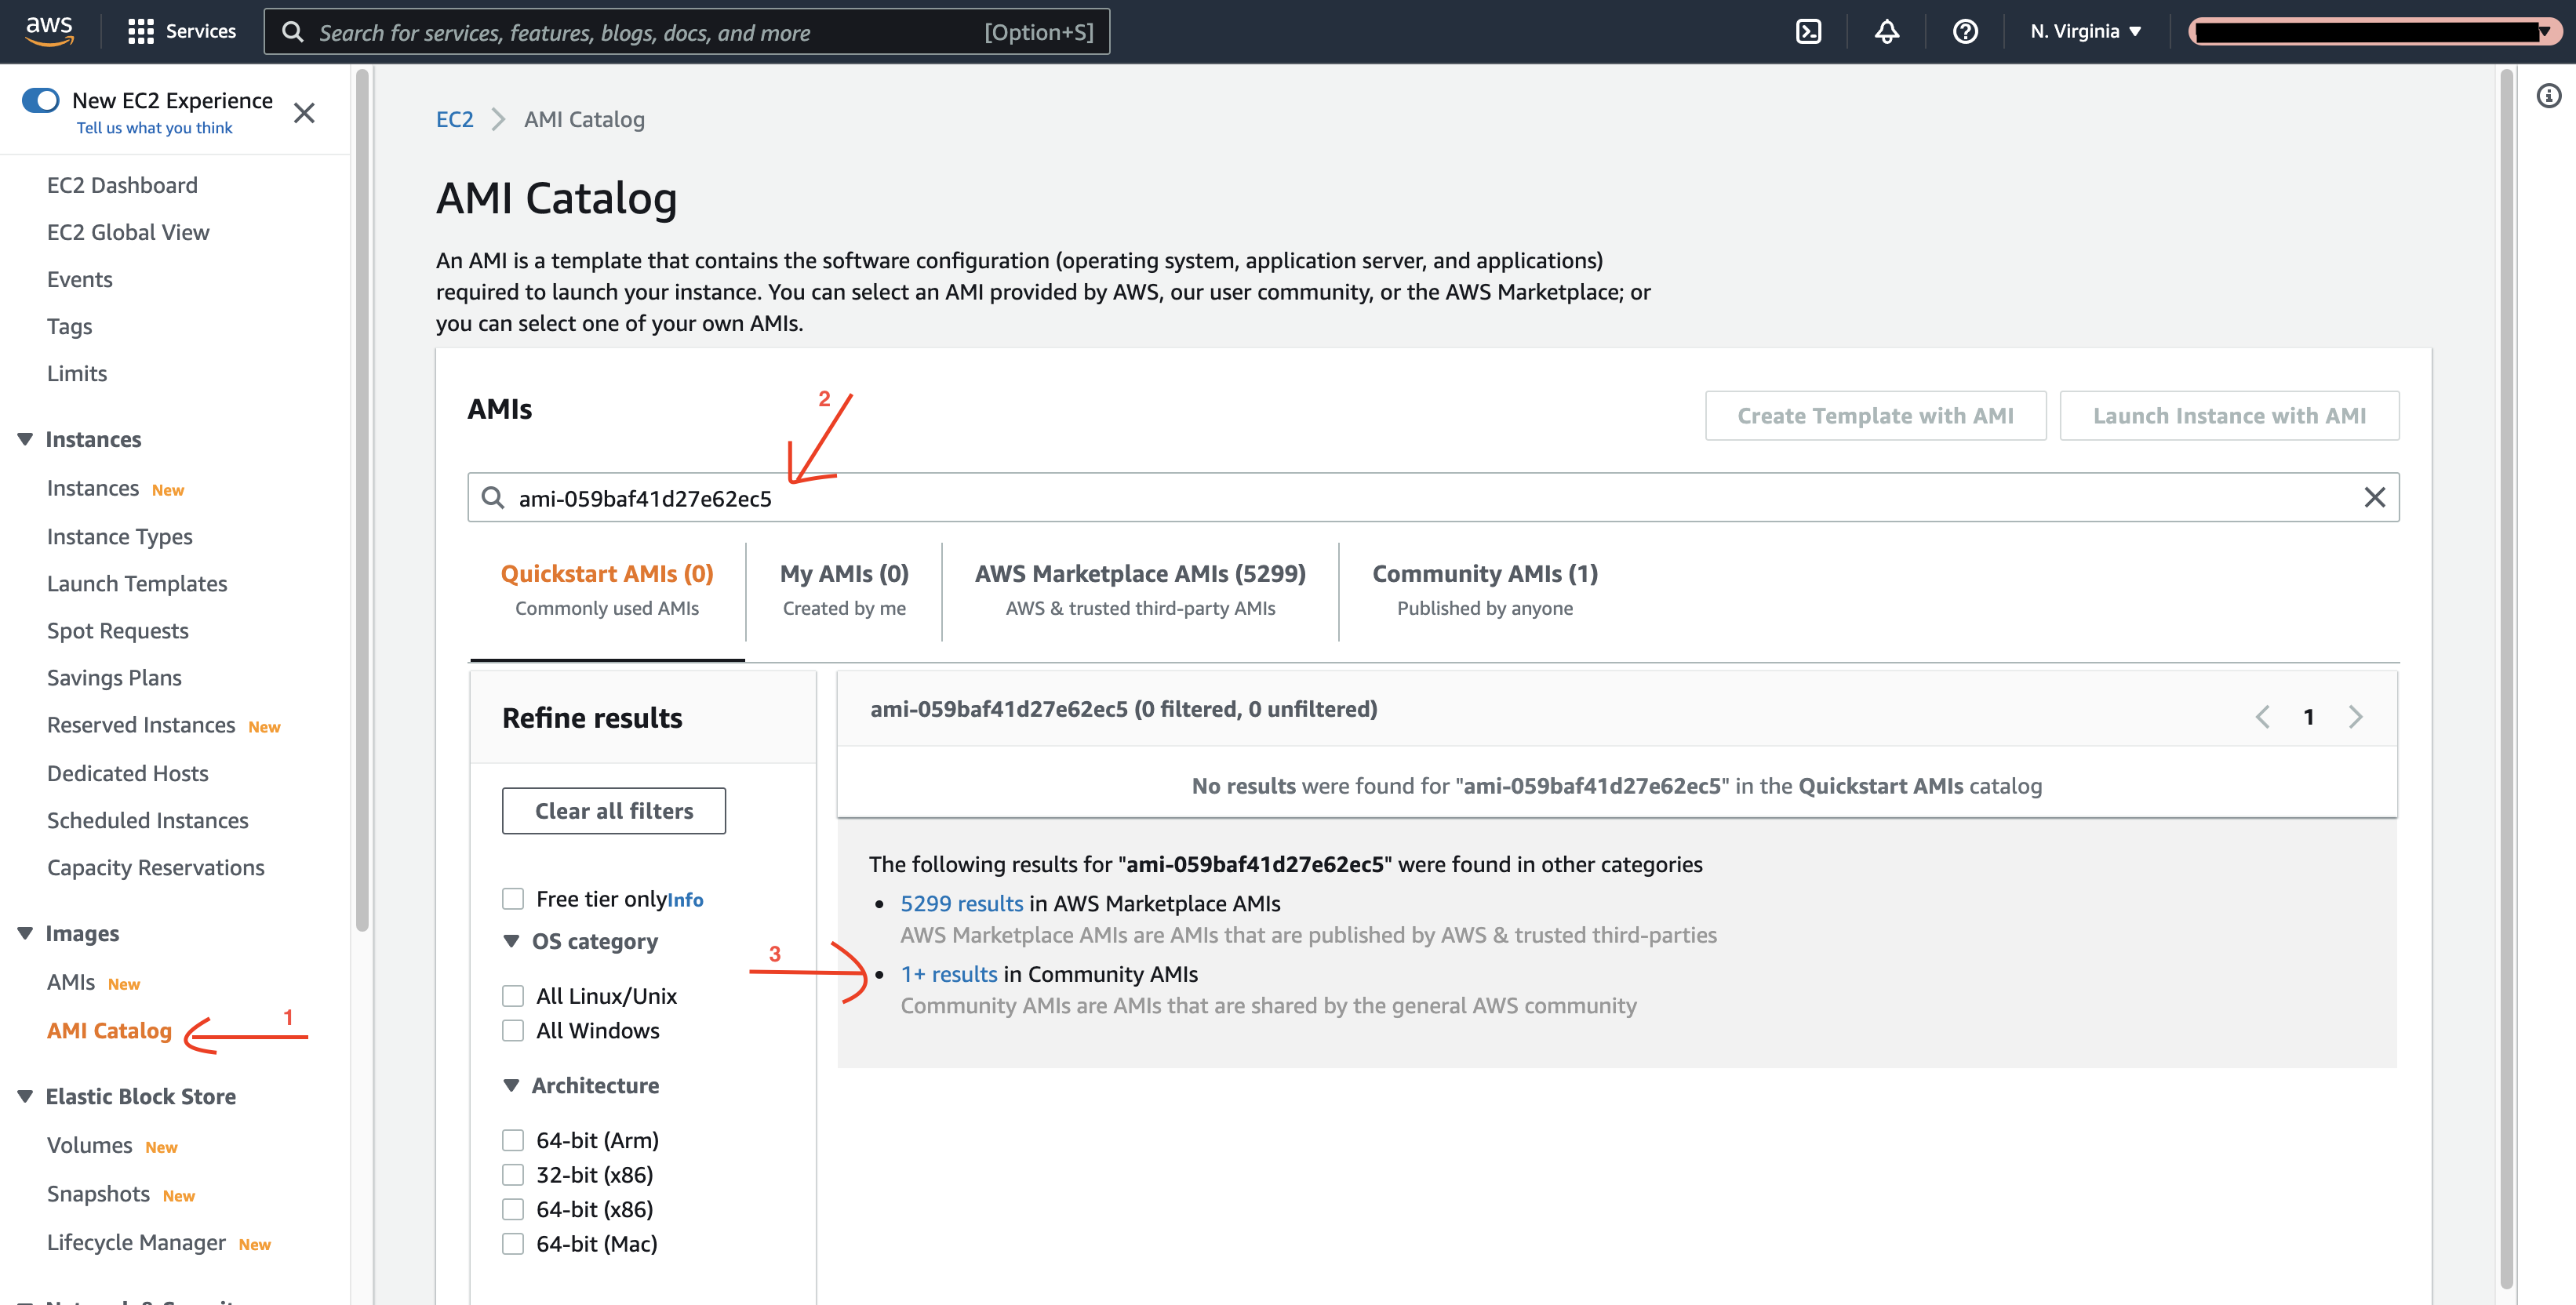 aws
Services
Search for services, features, blogs, docs, and more
[Option+S]
N. Virginia
New EC2 Experience
Tell us what you think
EC2 Dashboard
EC2 Global View
Events
Tags
Limits
Instances
Instances New
Instance Types
Launch Templates
Spot Requests
Savings Plans
Reserved Instances New
Dedicated Hosts
Scheduled Instances
Capacity Reservations
Images
AMIs New
AMI Catalog
1
Elastic Block Store
Volumes New
Snapshots New
Lifecycle Manager New
EC2 > AMI Catalog
AMI Catalog
An AMI is a template that contains the software configuration (operating system, application server, and applications)
required to launch your instance. You can select an AMI provided by AWS, our user community, or the AWS Marketplace; or
you can select one of your own AMIs.
AMIs
2
Create Template with AMI
Launch Instance with AMI
ami-059baf41d27e62ec5
Quickstart AMIs (0)
Commonly used AMIs
My AMIs (0)
Created by me
AWS Marketplace AMIs (5299)
AWS & trusted third-party AMIs
Community AMIs (1)
Published by anyone
Refine results
Clear all filters
Free tier onlyInfo
OS category
All Linux/Unix
All Windows
Architecture
64-bit (Arm)
32-bit (x86)
64-bit (x86)
64-bit (Mac)
ami-059baf41d27e62ec5 (0 filtered, 0 unfiltered)
1
No results were found for "ami-059baf41d27e62ec5" in the Quickstart AMIs catalog
The following results for "ami-059baf41d27e62ec5" were found in other categories
5299 results in AWS Marketplace AMIs
AWS Marketplace AMIs are AMIs that are published by AWS & trusted third-parties
3
1+ results in Community AMIs
Community AMIs are AMIs that are shared by the general AWS community